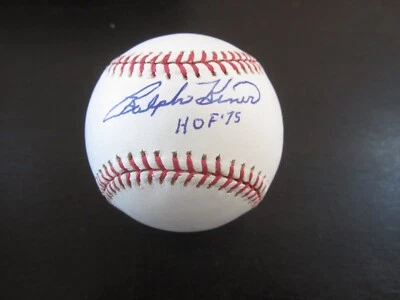 Ralph Kiner
HOF '75